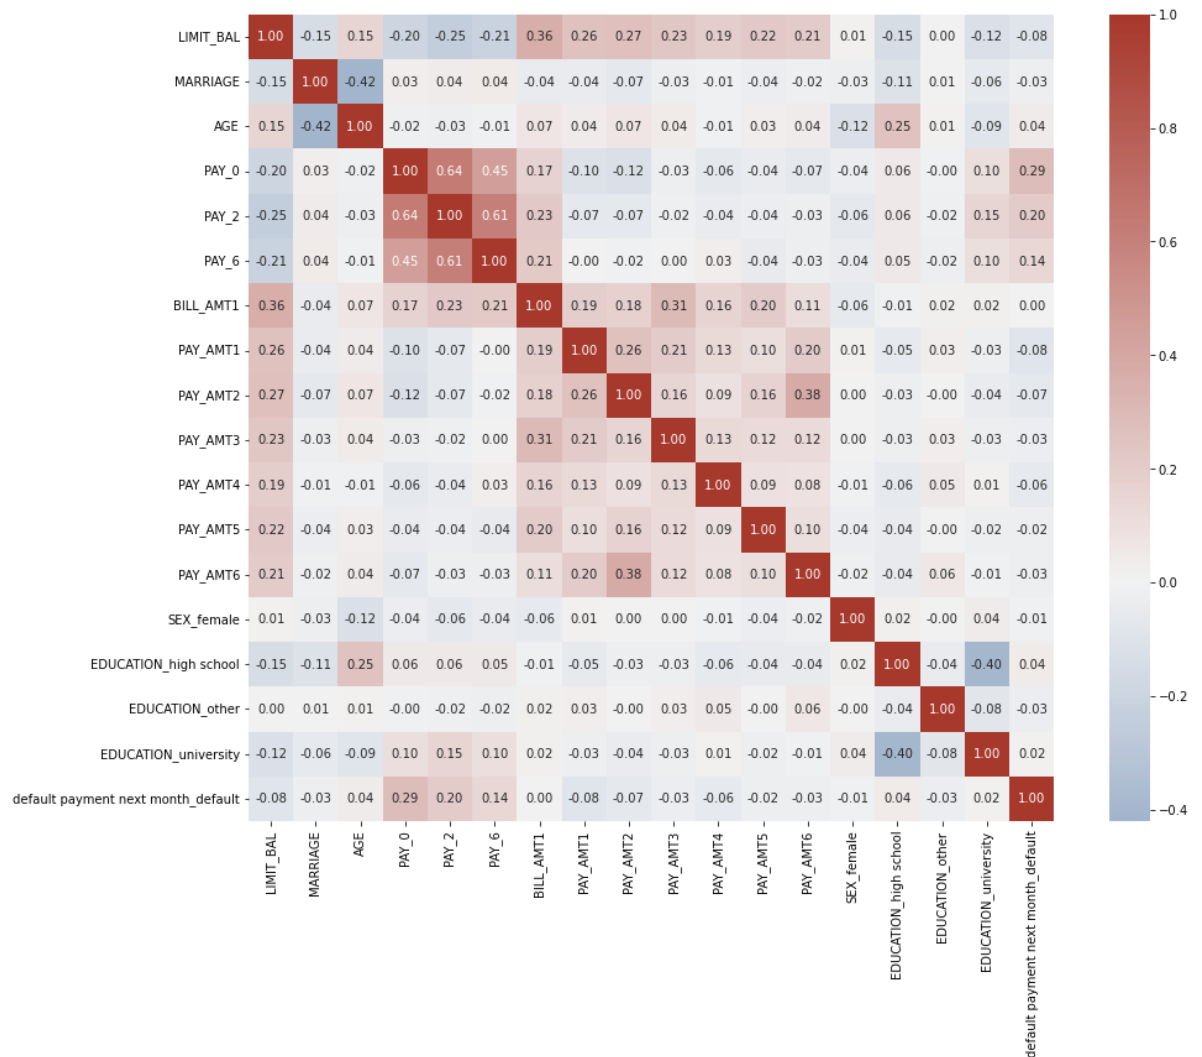 LIMIT_BAL 1.00 -0.15 0.15 -0.20 -0.25 -0.21 0.36 0.26 0.27 0.23 0.19 0.22 0.21 0.01 -0.15 0.00 -0.12 -0.08
MARRIAGE -0.15 1.00 -0.42 0.03 0.04 0.04 -0.04 -0.04 -0.07 -0.03 -0.01 -0.04 -0.02 -0.03 -0.11 0.01 -0.06 -0.03
AGE 0.15 -0.42 1.00 -0.02 -0.03 -0.01 0.07 0.04 0.07 0.04 -0.01 0.03 0.04 -0.12 0.25 0.01 -0.09 0.04
PAY_0 -0.20 0.03 -0.02 1.00 0.64 0.45 0.17 -0.10 -0.12 -0.03 -0.06 -0.04 -0.07 -0.04 0.06 -0.00 0.10 0.29
PAY_2 -0.25 0.04 -0.03 0.64 1.00 0.61 0.23 -0.07 -0.07 -0.02 -0.04 -0.04 -0.03 -0.06 0.06 -0.02 0.15 0.20
PAY_6 -0.21 0.04 -0.01 0.45 0.61 1.00 0.21 -0.00 -0.02 0.00 0.03 -0.04 -0.03 -0.04 0.05 -0.02 0.10 0.14
BILL_AMT1 0.36 -0.04 0.07 0.17 0.23 0.21 1.00 0.19 0.18 0.31 0.16 0.20 0.11 -0.06 -0.01 0.02 0.02 0.00
PAY_AMT1 0.26 -0.04 0.04 -0.10 -0.07 -0.00 0.19 1.00 0.26 0.21 0.13 0.10 0.20 0.01 -0.05 0.03 -0.03 -0.08
PAY_AMT2 0.27 -0.07 0.07 -0.12 -0.07 -0.02 0.18 0.26 1.00 0.16 0.09 0.16 0.38 0.00 -0.03 -0.00 -0.04 -0.07
PAY_AMT3 0.23 -0.03 0.04 -0.03 -0.02 0.00 0.31 0.21 0.16 1.00 0.13 0.12 0.12 0.00 -0.03 0.03 -0.03 -0.03
PAY_AMT4 0.19 -0.01 -0.01 -0.06 -0.04 0.03 0.16 0.13 0.09 0.13 1.00 0.09 0.08 -0.01 -0.06 0.05 0.01 -0.06
PAY_AMT5 0.22 -0.04 0.03 -0.04 -0.04 -0.04 0.20 0.10 0.16 0.12 0.09 1.00 0.10 -0.04 -0.04 -0.00 -0.02 -0.02
PAY_AMT6 0.21 -0.02 0.04 -0.07 -0.03 -0.03 0.11 0.20 0.38 0.12 0.08 0.10 1.00 -0.02 -0.04 0.06 -0.01 -0.03
SEX_female 0.01 -0.03 -0.12 -0.04 -0.06 -0.04 -0.06 0.01 0.00 0.00 -0.01 -0.04 -0.02 1.00 0.02 -0.00 0.04 -0.01
EDUCATION_high school -0.15 -0.11 0.25 0.06 0.06 0.05 -0.01 -0.05 -0.03 -0.03 -0.06 -0.04 -0.04 0.02 1.00 -0.04 -0.40 0.04
EDUCATION_other 0.00 0.01 0.01 -0.00 -0.02 -0.02 0.02 0.03 -0.00 0.03 0.05 -0.00 0.06 -0.00 -0.04 1.00 -0.08 -0.03
EDUCATION_university -0.12 -0.06 -0.09 0.10 0.15 0.10 0.02 -0.03 -0.04 -0.03 0.01 -0.02 -0.01 0.04 -0.40 -0.08 1.00 0.02
default payment next month_default -0.08 -0.03 0.04 0.29 0.20 0.14 0.00 -0.08 -0.07 -0.03 -0.06 -0.02 -0.03 -0.01 0.04 -0.03 0.02 1.00
LIMIT_BAL
MARRIAGE
AGE
PAY_0
PAY_2
PAY_6
BILL_AMT1
PAY_AMT1
PAY_AMT2
PAY_AMT3
PAY_AMT4
PAY_AMT5
PAY_AMT6
SEX_female
EDUCATION_high school
EDUCATION_other
EDUCATION_university
default payment next month_default
1.0
0.8
0.6
0.4
0.2
0.0
−0.2
−0.4